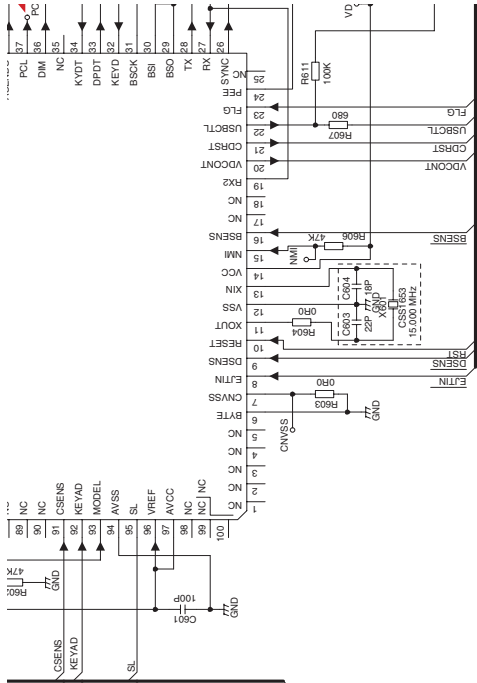 PC
VD
37
36
35
34
33
32
31
30
29
28
27
26
PCL
DIM
NC
KYDT
DPDT
KEYD
BSCK
BSI
BSO
TX
RX
SYNC
R611
100K
NC 25
PEE 24
FLG 23
USBCTL 22
CDRST 21
VDCONT 20
RX2 19
NC 18
NC 17
BSENS 16
NMI 15
VCC 14
XIN 13
VSS 12
XOUT 11
RESET 10
DSENS 9
EJTIN 8
CNVSS 7
BYTE 6
NC 5
NC 4
NC 3
NC 2
NC 1
FLG
680
R607
USBCTL
CDRST
VDCONT
BSENS
47K
R606
NMI
C604
18P
GND
C603
22P
X601
CSS1653
15.000 MHz
0R0
R604
RST
DSENS
EJTIN
0R0
R603
GND
CNVSS
NC
NC
CSENS
KEYAD
MODEL
AVSS
SL
VREF
AVCC
NC
NC
NC
89
90
91
92
93
94
95
96
97
98
99
100
47K
GND
C601
100P
GND
CSENS
KEYAD
SL